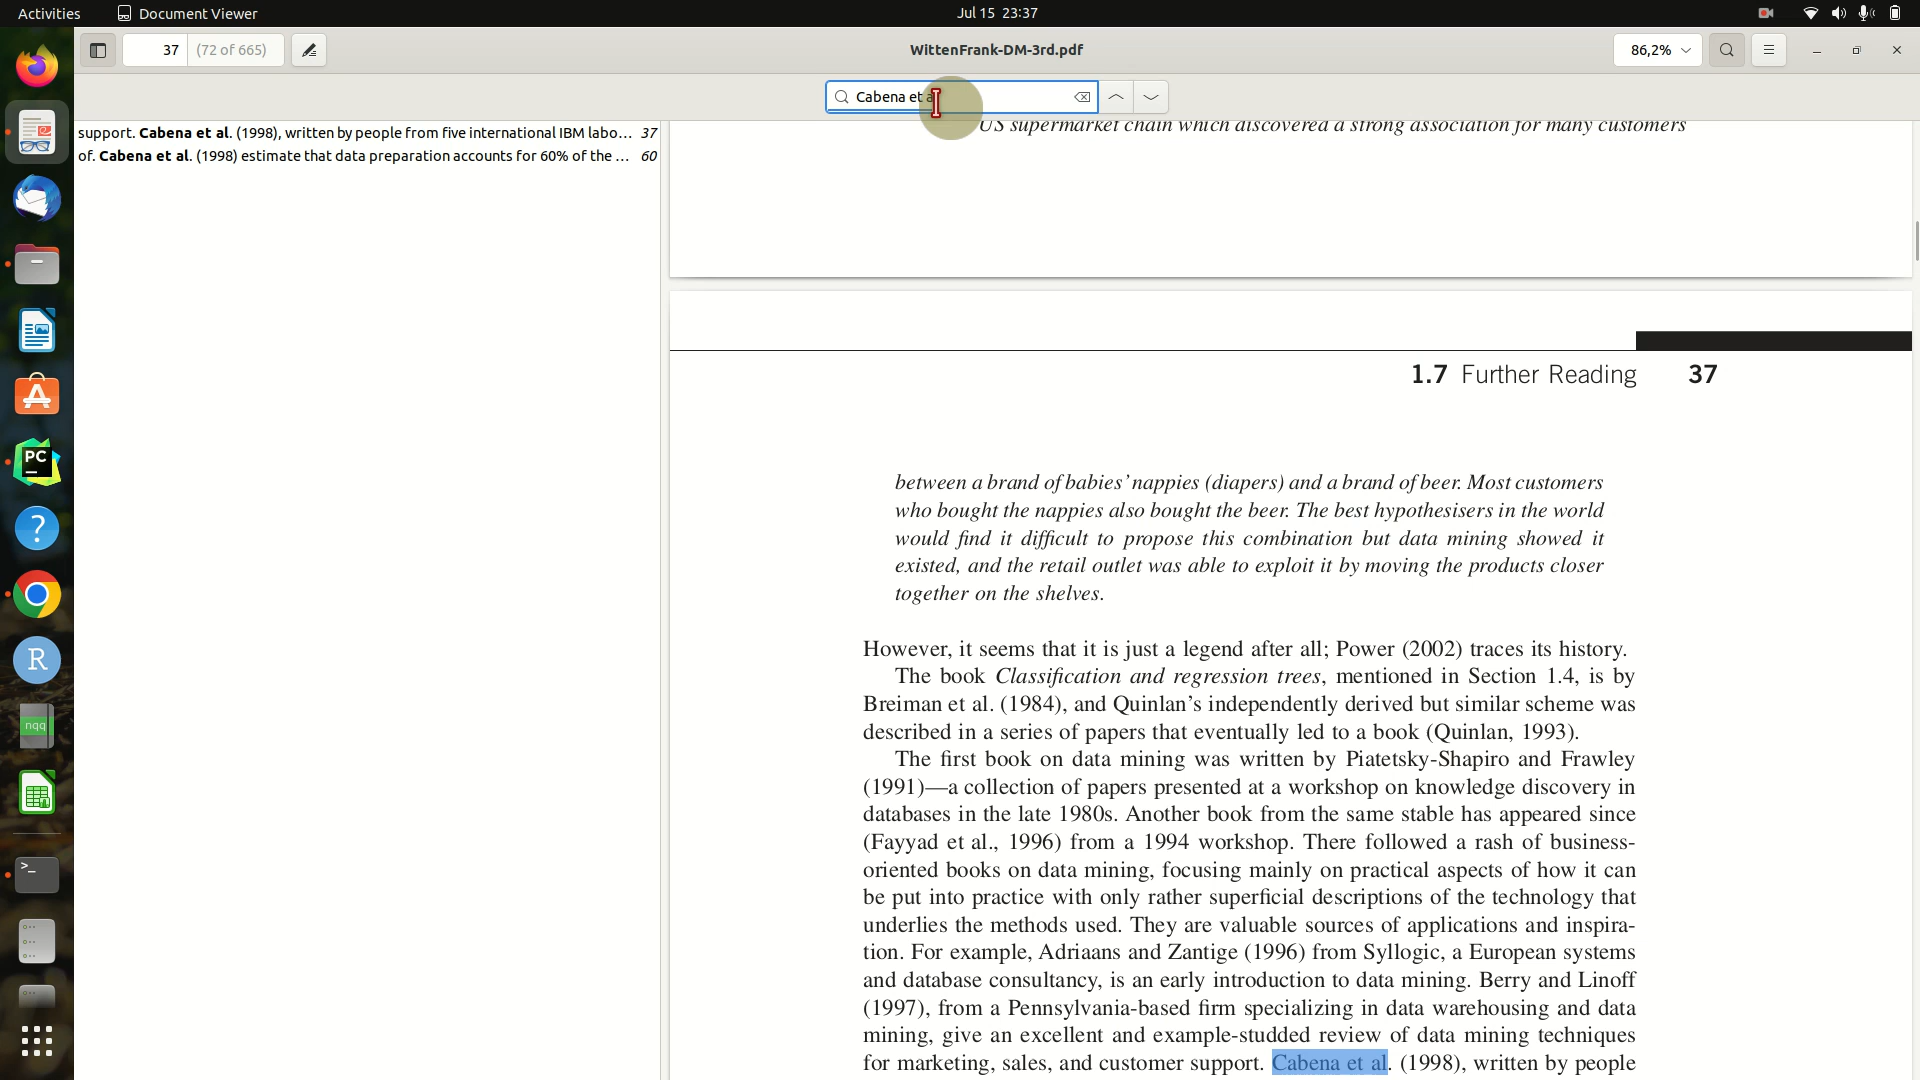 Activities
Document Viewer
Jul 15 23:37
37
(72 of 665)
WittenFrank-DM-3rd.pdf
86,2%
Cabena et a
support. Cabena et al. (1998), written by people from five international IBM labo... 37
of. Cabena et al. (1998) estimate that data preparation accounts for 60% of the ... 60
US supermarket chain which discovered a strong association for many customers
1.7 Further Reading 37
between a brand of babies' nappies (diapers) and a brand of beer. Most customers
who bought the nappies also bought the beer. The best hypothesisers in the world
would find it difficult to propose this combination but data mining showed it
existed, and the retail outlet was able to exploit it by moving the products closer
together on the shelves.
However, it seems that it is just a legend after all; Power (2002) traces its history.
The book Classification and regression trees, mentioned in Section 1.4, is by
Breiman et al. (1984), and Quinlan's independently derived but similar scheme was
described in a series of papers that eventually led to a book (Quinlan, 1993).
The first book on data mining was written by Piatetsky-Shapiro and Frawley
(1991)—a collection of papers presented at a workshop on knowledge discovery in
databases in the late 1980s. Another book from the same stable has appeared since
(Fayyad et al., 1996) from a 1994 workshop. There followed a rash of business-
oriented books on data mining, focusing mainly on practical aspects of how it can
be put into practice with only rather superficial descriptions of the technology that
underlies the methods used. They are valuable sources of applications and inspira-
tion. For example, Adriaans and Zantige (1996) from Syllogic, a European systems
and database consultancy, is an early introduction to data mining. Berry and Linoff
(1997), from a Pennsylvania-based firm specializing in data warehousing and data
mining, give an excellent and example-studded review of data mining techniques
for marketing, sales, and customer support. Cabena et al. (1998), written by people
PC
?
R
nqq
>_